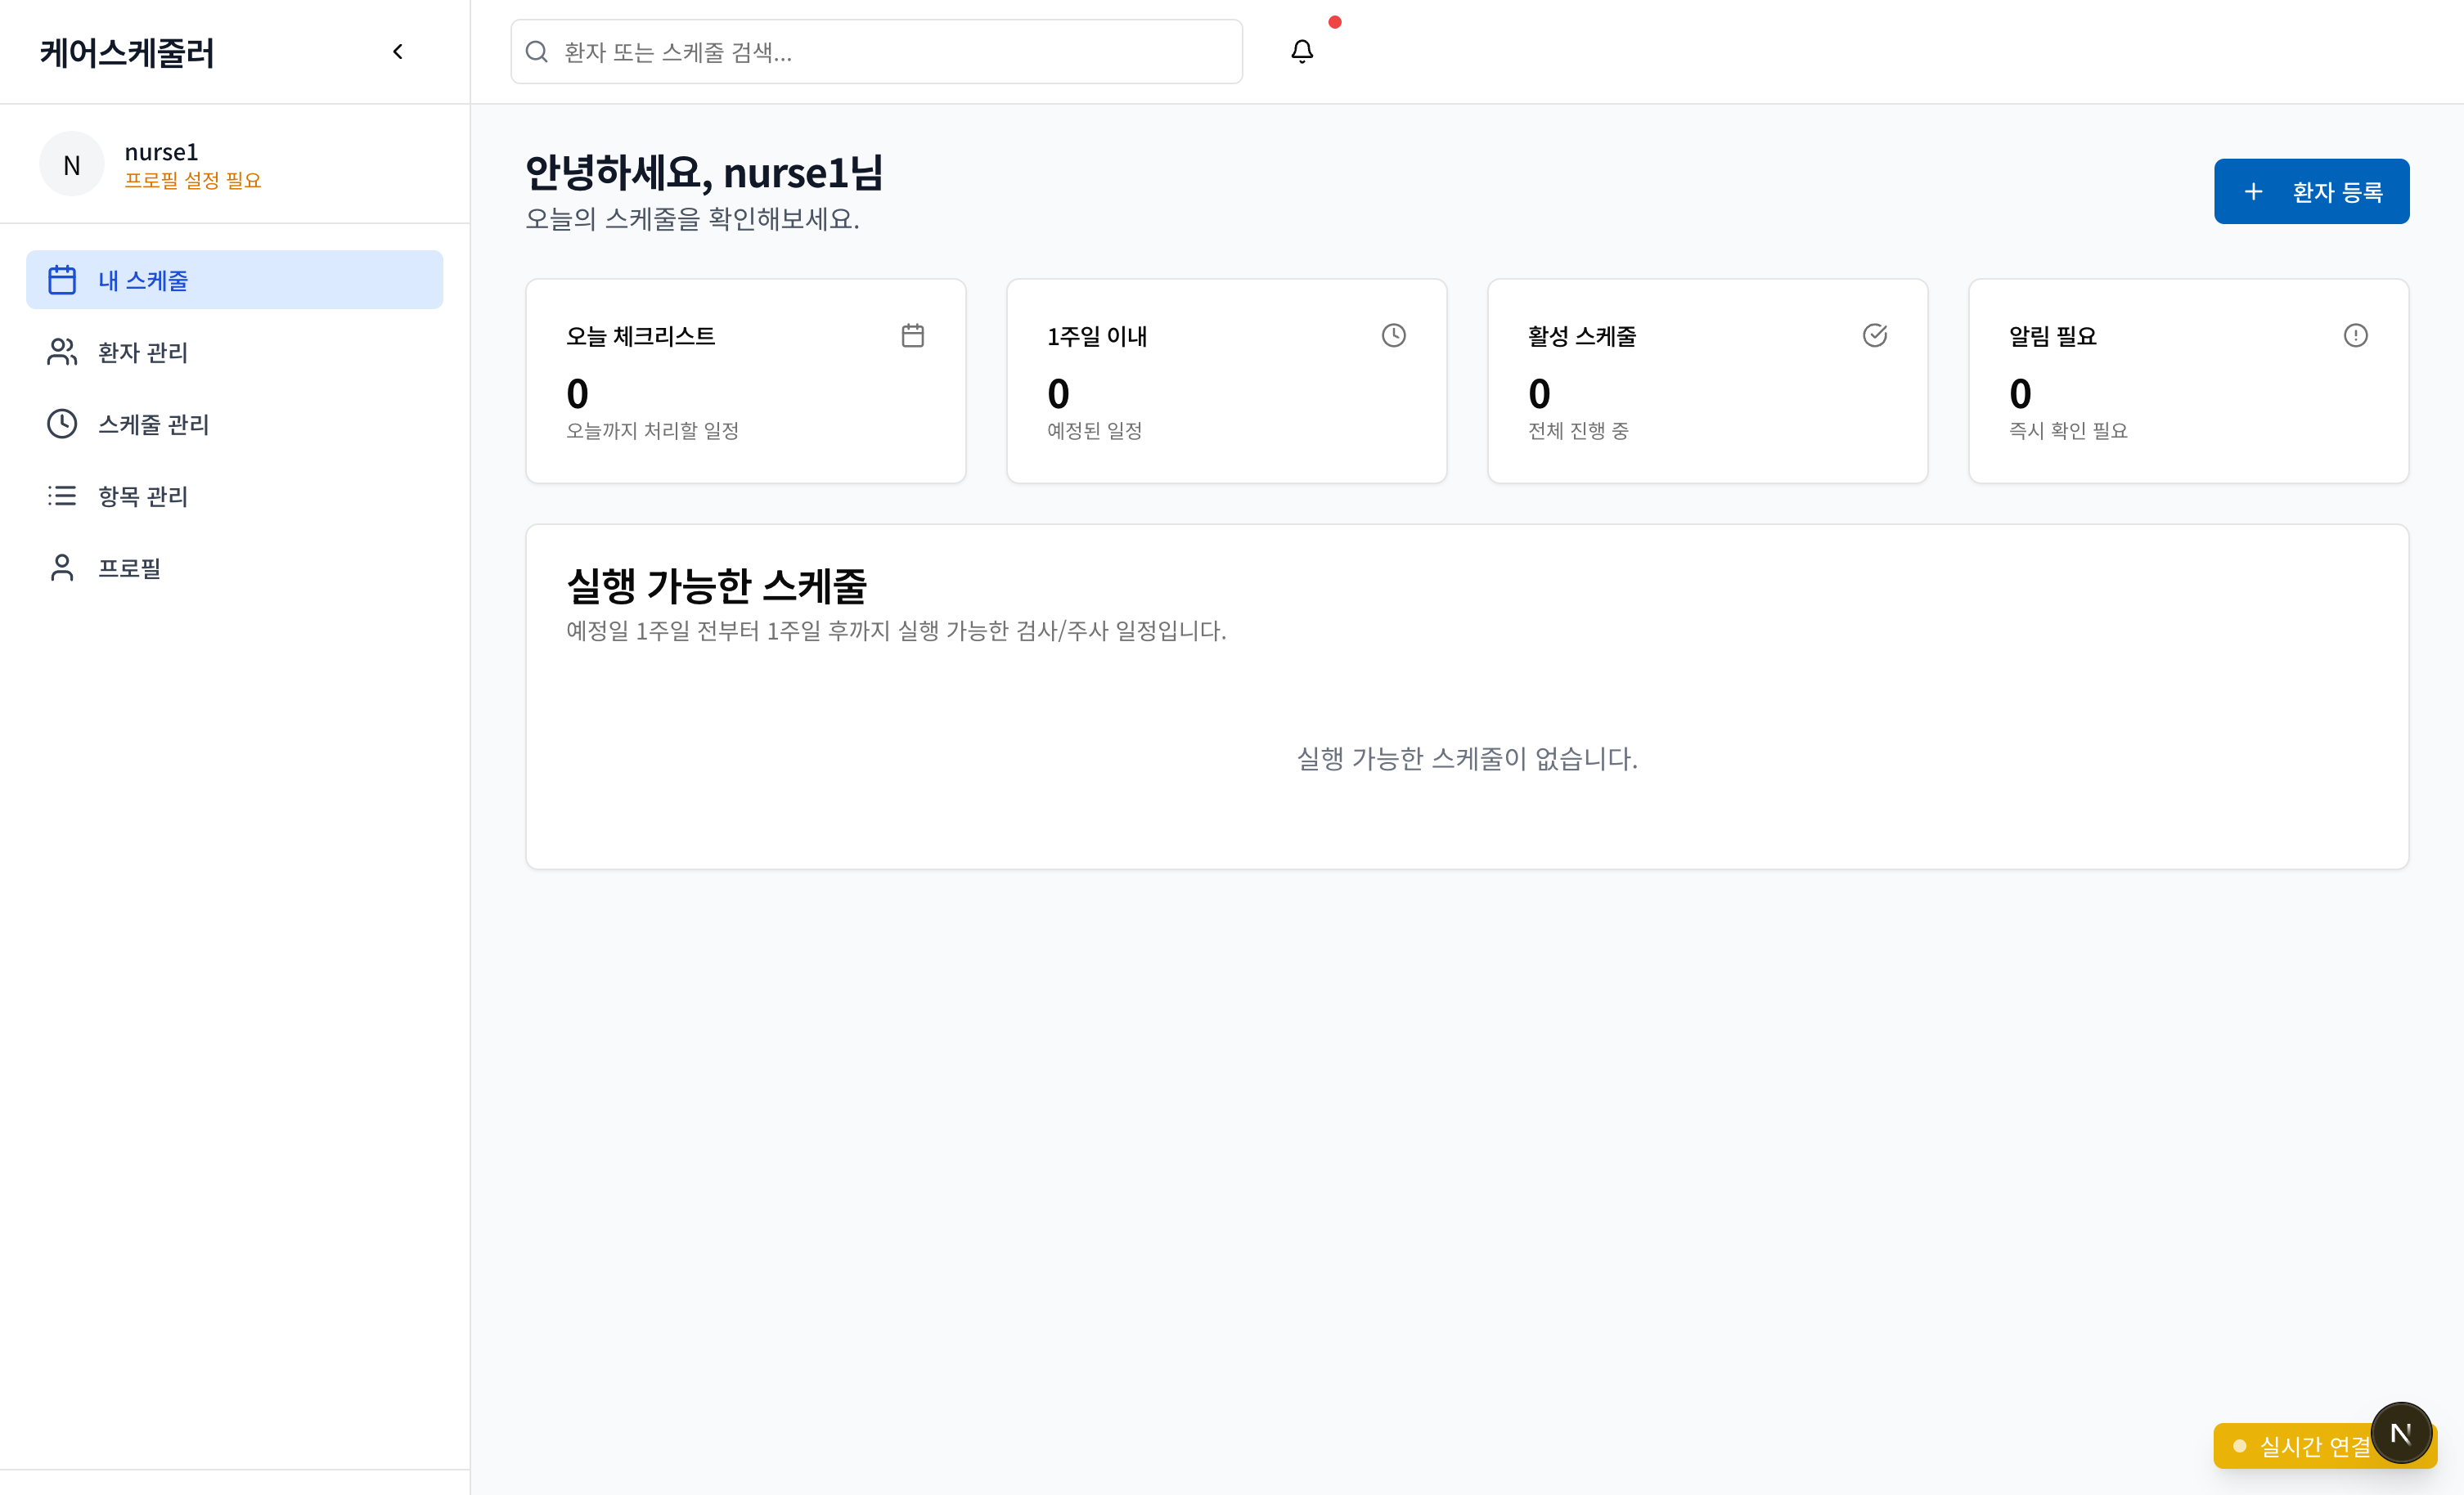 케어스케줄러
환자 또는 스케줄 검색...
N
nurse1
프로필 설정 필요
내 스케줄
환자 관리
스케줄 관리
항목 관리
프로필
안녕하세요, nurse1님
오늘의 스케줄을 확인해보세요.
환자 등록
오늘 체크리스트
0
오늘까지 처리할 일정
1주일 이내
0
예정된 일정
활성 스케줄
0
전체 진행 중
알림 필요
0
즉시 확인 필요
실행 가능한 스케줄
예정일 1주일 전부터 1주일 후까지 실행 가능한 검사/주사 일정입니다.
실행 가능한 스케줄이 없습니다.
실시간 연결
N